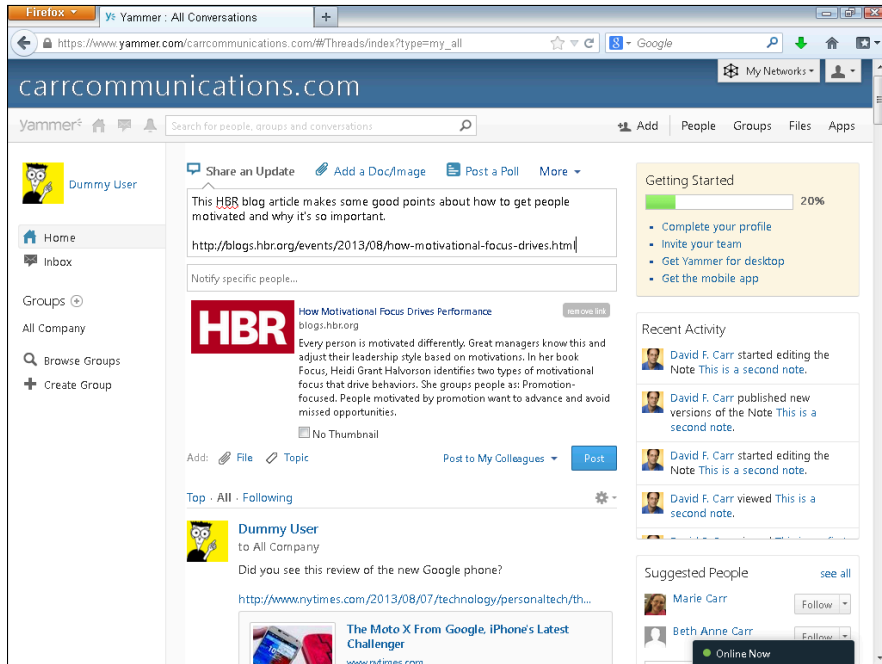 Firefox
Yammer : All Conversations
https://www.yammer.com/carrcommunications.com/#/Threads/index?type=my_all
Google
carrcommunications.com
My Networks
yammer
Search for people, groups and conversations
Add
People
Groups
Files
Apps
Dummy User
Home
Inbox
Groups
All Company
Browse Groups
Create Group
Share an Update
Add a Doc/Image
Post a Poll
More
This HBR blog article makes some good points about how to get people
motivated and why it's so important.
http://blogs.hbr.org/events/2013/08/how-motivational-focus-drives.html
Notify specific people...
HBR
How Motivational Focus Drives Performance
remove link
blogs.hbr.org
Every person is motivated differently. Great managers know this and
adjust their leadership style based on motivations. In her book
Focus, Heidi Grant Halvorson identifies two types of motivational
focus that drive behaviors. She groups people as: Promotion-
focused. People motivated by promotion want to advance and avoid
missed opportunities.
No Thumbnail
Add:
File
Topic
Post to My Colleagues
Post
Top · All · Following
Dummy User
to All Company
Did you see this review of the new Google phone?
http://www.nytimes.com/2013/08/07/technology/personaltech/th...
The Moto X From Google, iPhone's Latest
Challenger
www.nytimes.com
Getting Started
20%
Complete your profile
Invite your team
Get Yammer for desktop
Get the mobile app
Recent Activity
David F. Carr started editing the
Note This is a second note.
David F. Carr published new
versions of the Note This is a
second note.
David F. Carr started editing the
Note This is a second note.
David F. Carr viewed This is a
second note.
Suggested People
see all
Marie Carr
Follow
Beth Anne Carr
Follow
Online Now